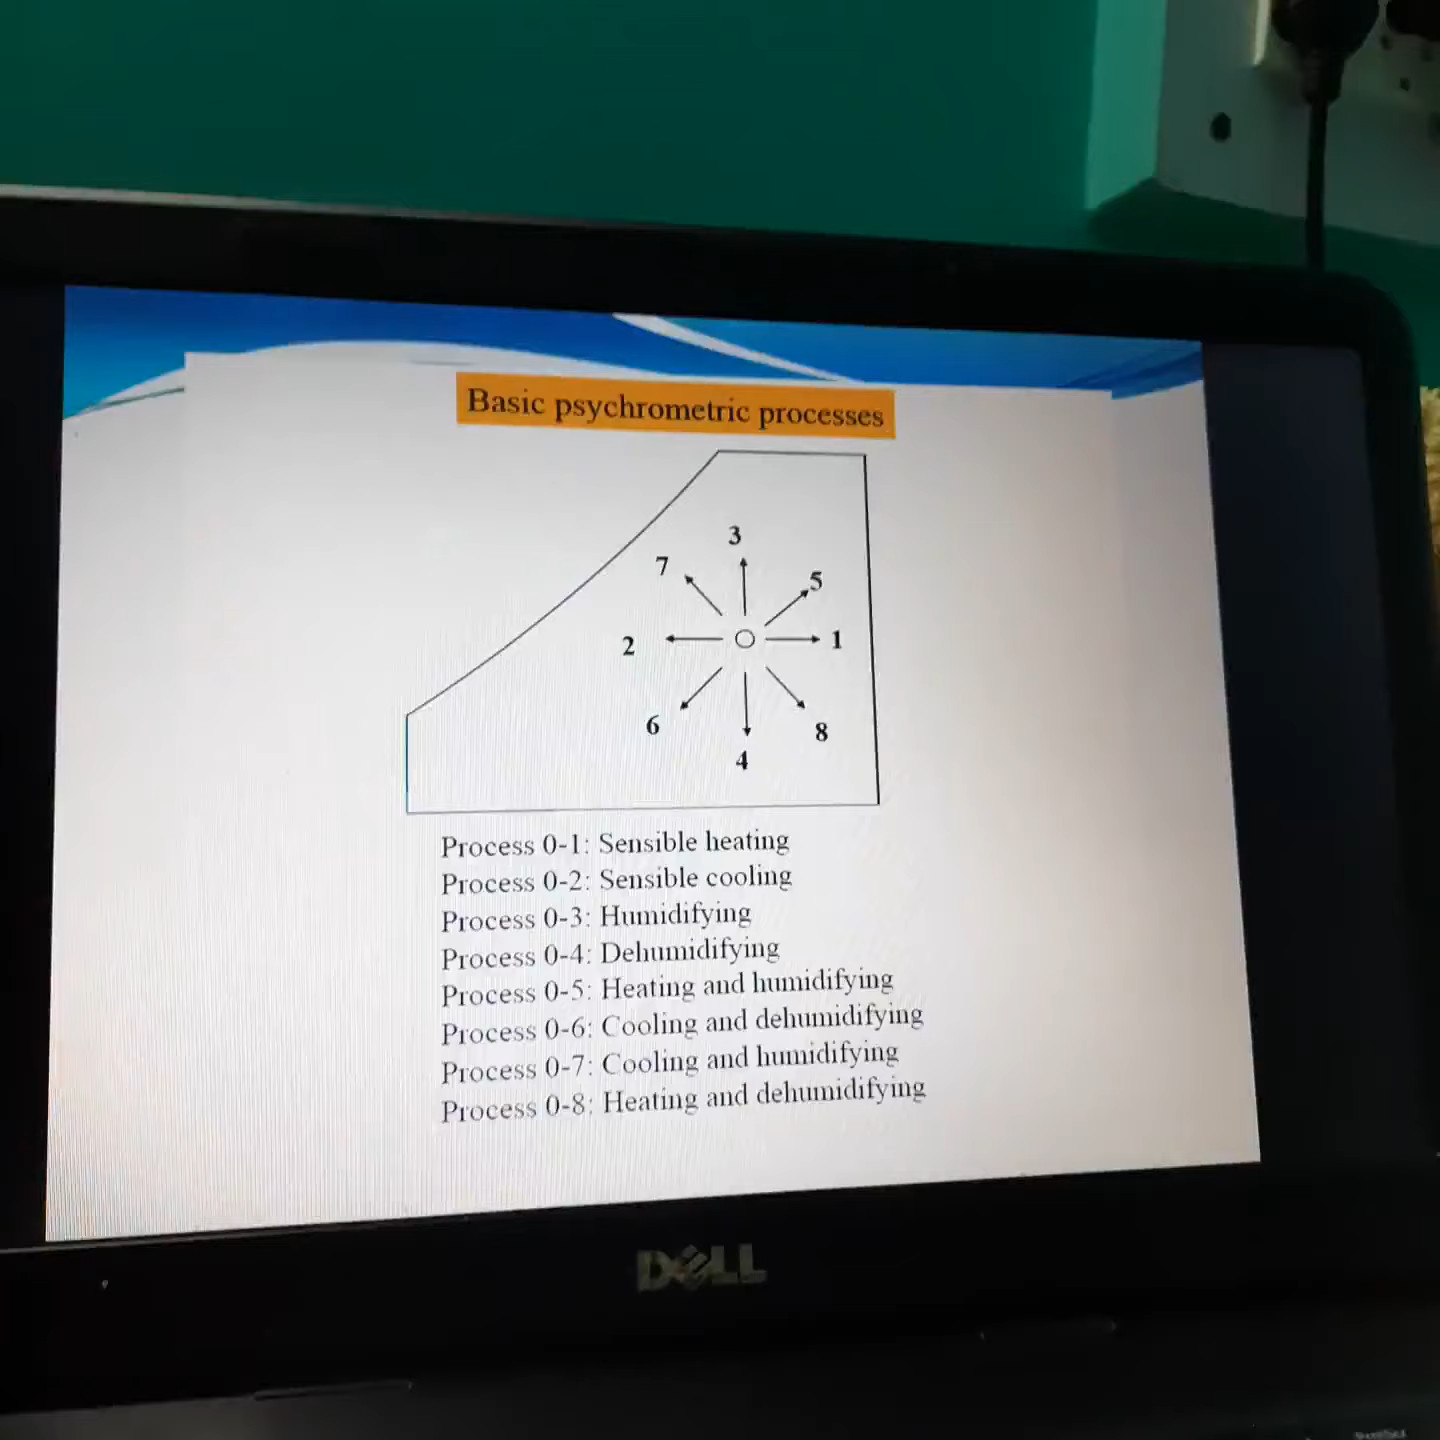 Basic psychrometric processes
3
7
5
2
1
6
8
4
Process 0-1: Sensible heating
Process 0-2: Sensible cooling
Process 0-3: Humidifying
Process 0-4: Dehumidifying
Process 0-5: Heating and humidifying
Process 0-6: Cooling and dehumidifying
Process 0-7: Cooling and humidifying
Process 0-8: Heating and dehumidifying
DELL